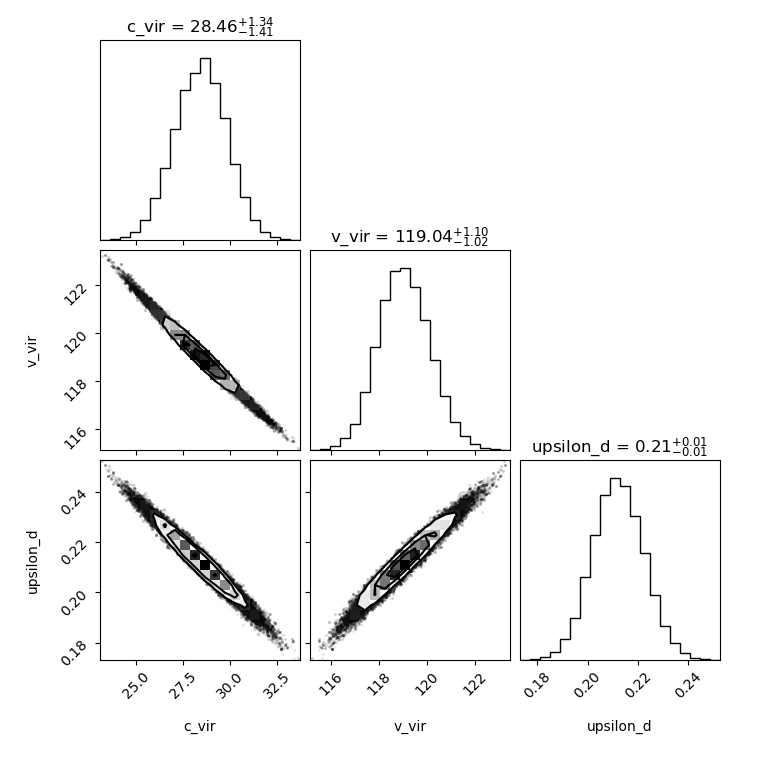 c_vir = 28.46+1.34−1.41
v_vir = 119.04+1.10−1.02
upsilon_d = 0.21+0.01−0.01
v_vir
122
120
118
116
upsilon_d
0.24
0.22
0.20
0.18
25.0 27.5 30.0 32.5
116 118 120 122
0.18 0.20 0.22 0.24
c_vir v_vir upsilon_d